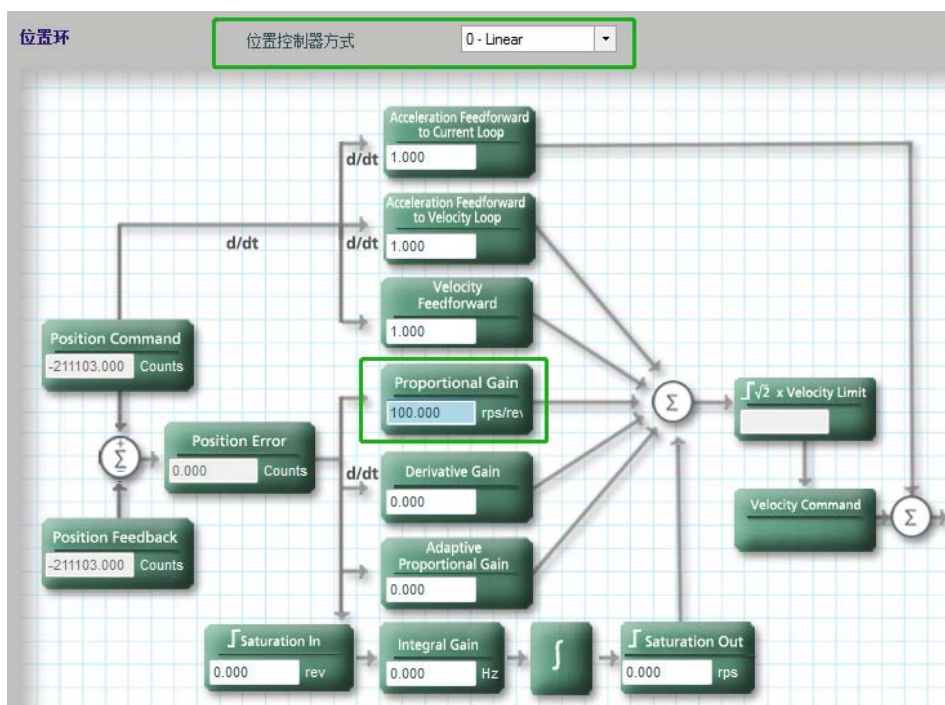 位置环
位置控制器方式
0 - Linear
Acceleration Feedforward
to Current Loop
d/dt
1.000
Acceleration Feedforward
to Velocity Loop
d/dt
d/dt
1.000
Velocity
Feedforward
1.000
Position Command
-211103.000 Counts
Proportional Gain
100.000 rps/rev
Σ
√2 x Velocity Limit
Position Error
0.000 Counts
+
Σ
−
d/dt
Derivative Gain
0.000
Velocity Command
Σ
Position Feedback
-211103.000 Counts
Adaptive
Proportional Gain
0.000
Saturation In
0.000 rev
Integral Gain
0.000 Hz
∫
Saturation Out
0.000 rps